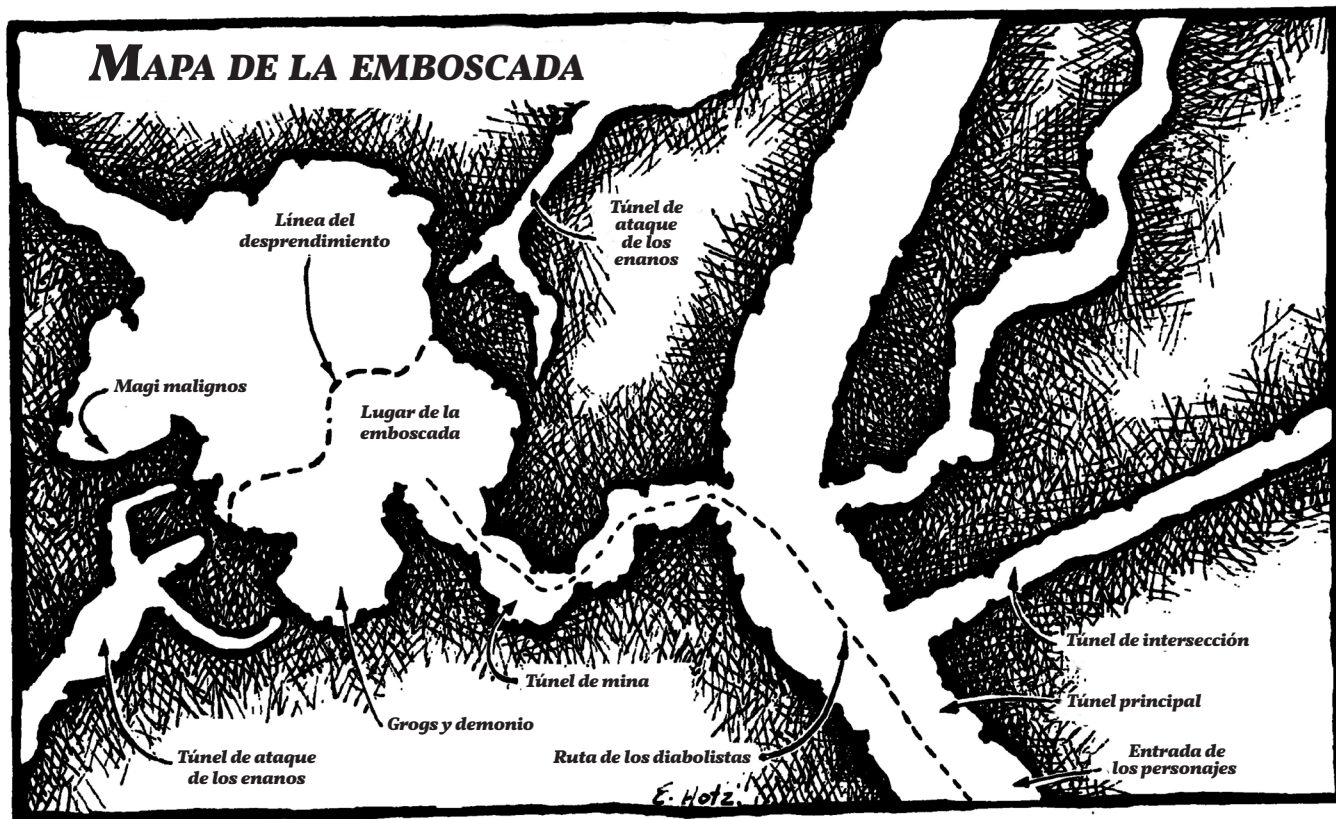 MAPA DE LA EMBOSCADA
Línea del
desprendimiento
Túnel de
ataque
de los
enanos
Magi malignos
Lugar de la
emboscada
Túnel de intersección
Túnel de mina
Túnel principal
Grogs y demonio
Túnel de ataque
de los enanos
Ruta de los diabolistas
Entrada de
los personajes
E. Hotz